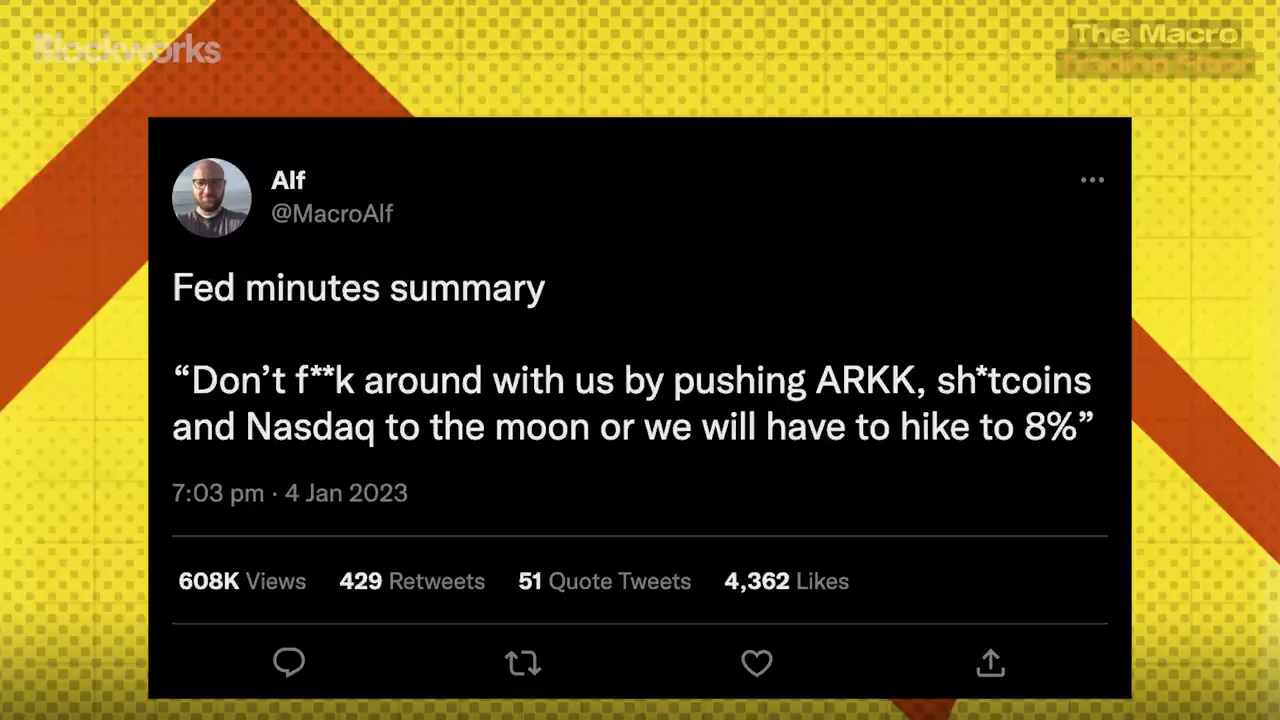 Blockworks
The Macro
Trading Floor
Alf
@MacroAlf
Fed minutes summary
“Don’t f**k around with us by pushing ARKK, sh*tcoins
and Nasdaq to the moon or we will have to hike to 8%”
7:03 pm · 4 Jan 2023
608K Views 429 Retweets 51 Quote Tweets 4,362 Likes